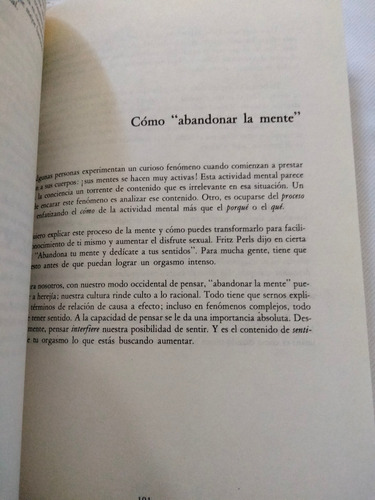 Cómo "abandonar la mente"
lgunas personas experimentan un curioso fenómeno cuando comienzan a prestar
a sus cuerpos: ¡sus mentes se hacen muy activas! Esta actividad mental parece
la conciencia un torrente de contenido que es irrelevante en esa situación. Un
encarar este fenómeno es analizar ese contenido. Otro, es ocuparse del proceso
enfatizando el cómo de la actividad mental más que el porqué o el qué.
uiero explicar este proceso de la mente y cómo puedes transformarlo para facili-
onocimiento de ti mismo y aumentar el disfrute sexual. Fritz Perls dijo en cierta
"Abandona tu mente y dedícate a tus sentidos". Para mucha gente, tiene que
esto antes de que puedan lograr un orgasmo intenso.
ra nosotros, con nuestro modo occidental de pensar, "abandonar la mente" pue-
a herejía; nuestra cultura rinde culto a lo racional. Todo tiene que sernos expli-
términos de relación de causa a efecto; incluso en fenómenos complejos, todo
e tener sentido. A la capacidad de pensar se le da una importancia absoluta. Des-
mente, pensar interfiere nuestra posibilidad de sentir. Y es el contenido de senti-
e tu orgasmo lo que estás buscando aumentar.